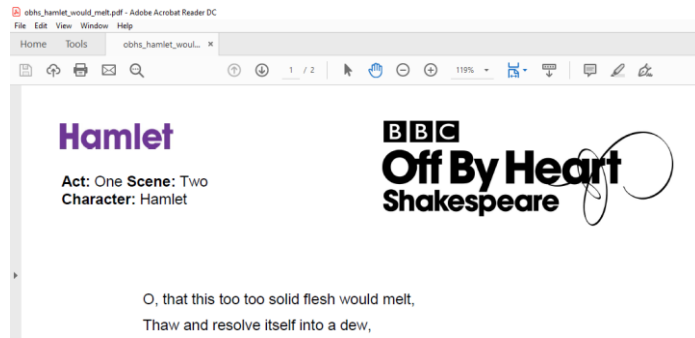 obhs_hamlet_would_melt.pdf - Adobe Acrobat Reader DC
File Edit View Window Help
Home Tools obhs_hamlet_woul... ×
1 / 2 119%
Hamlet
BBC
Off By Heart
Shakespeare
Act: One Scene: Two
Character: Hamlet
O, that this too too solid flesh would melt,
Thaw and resolve itself into a dew,